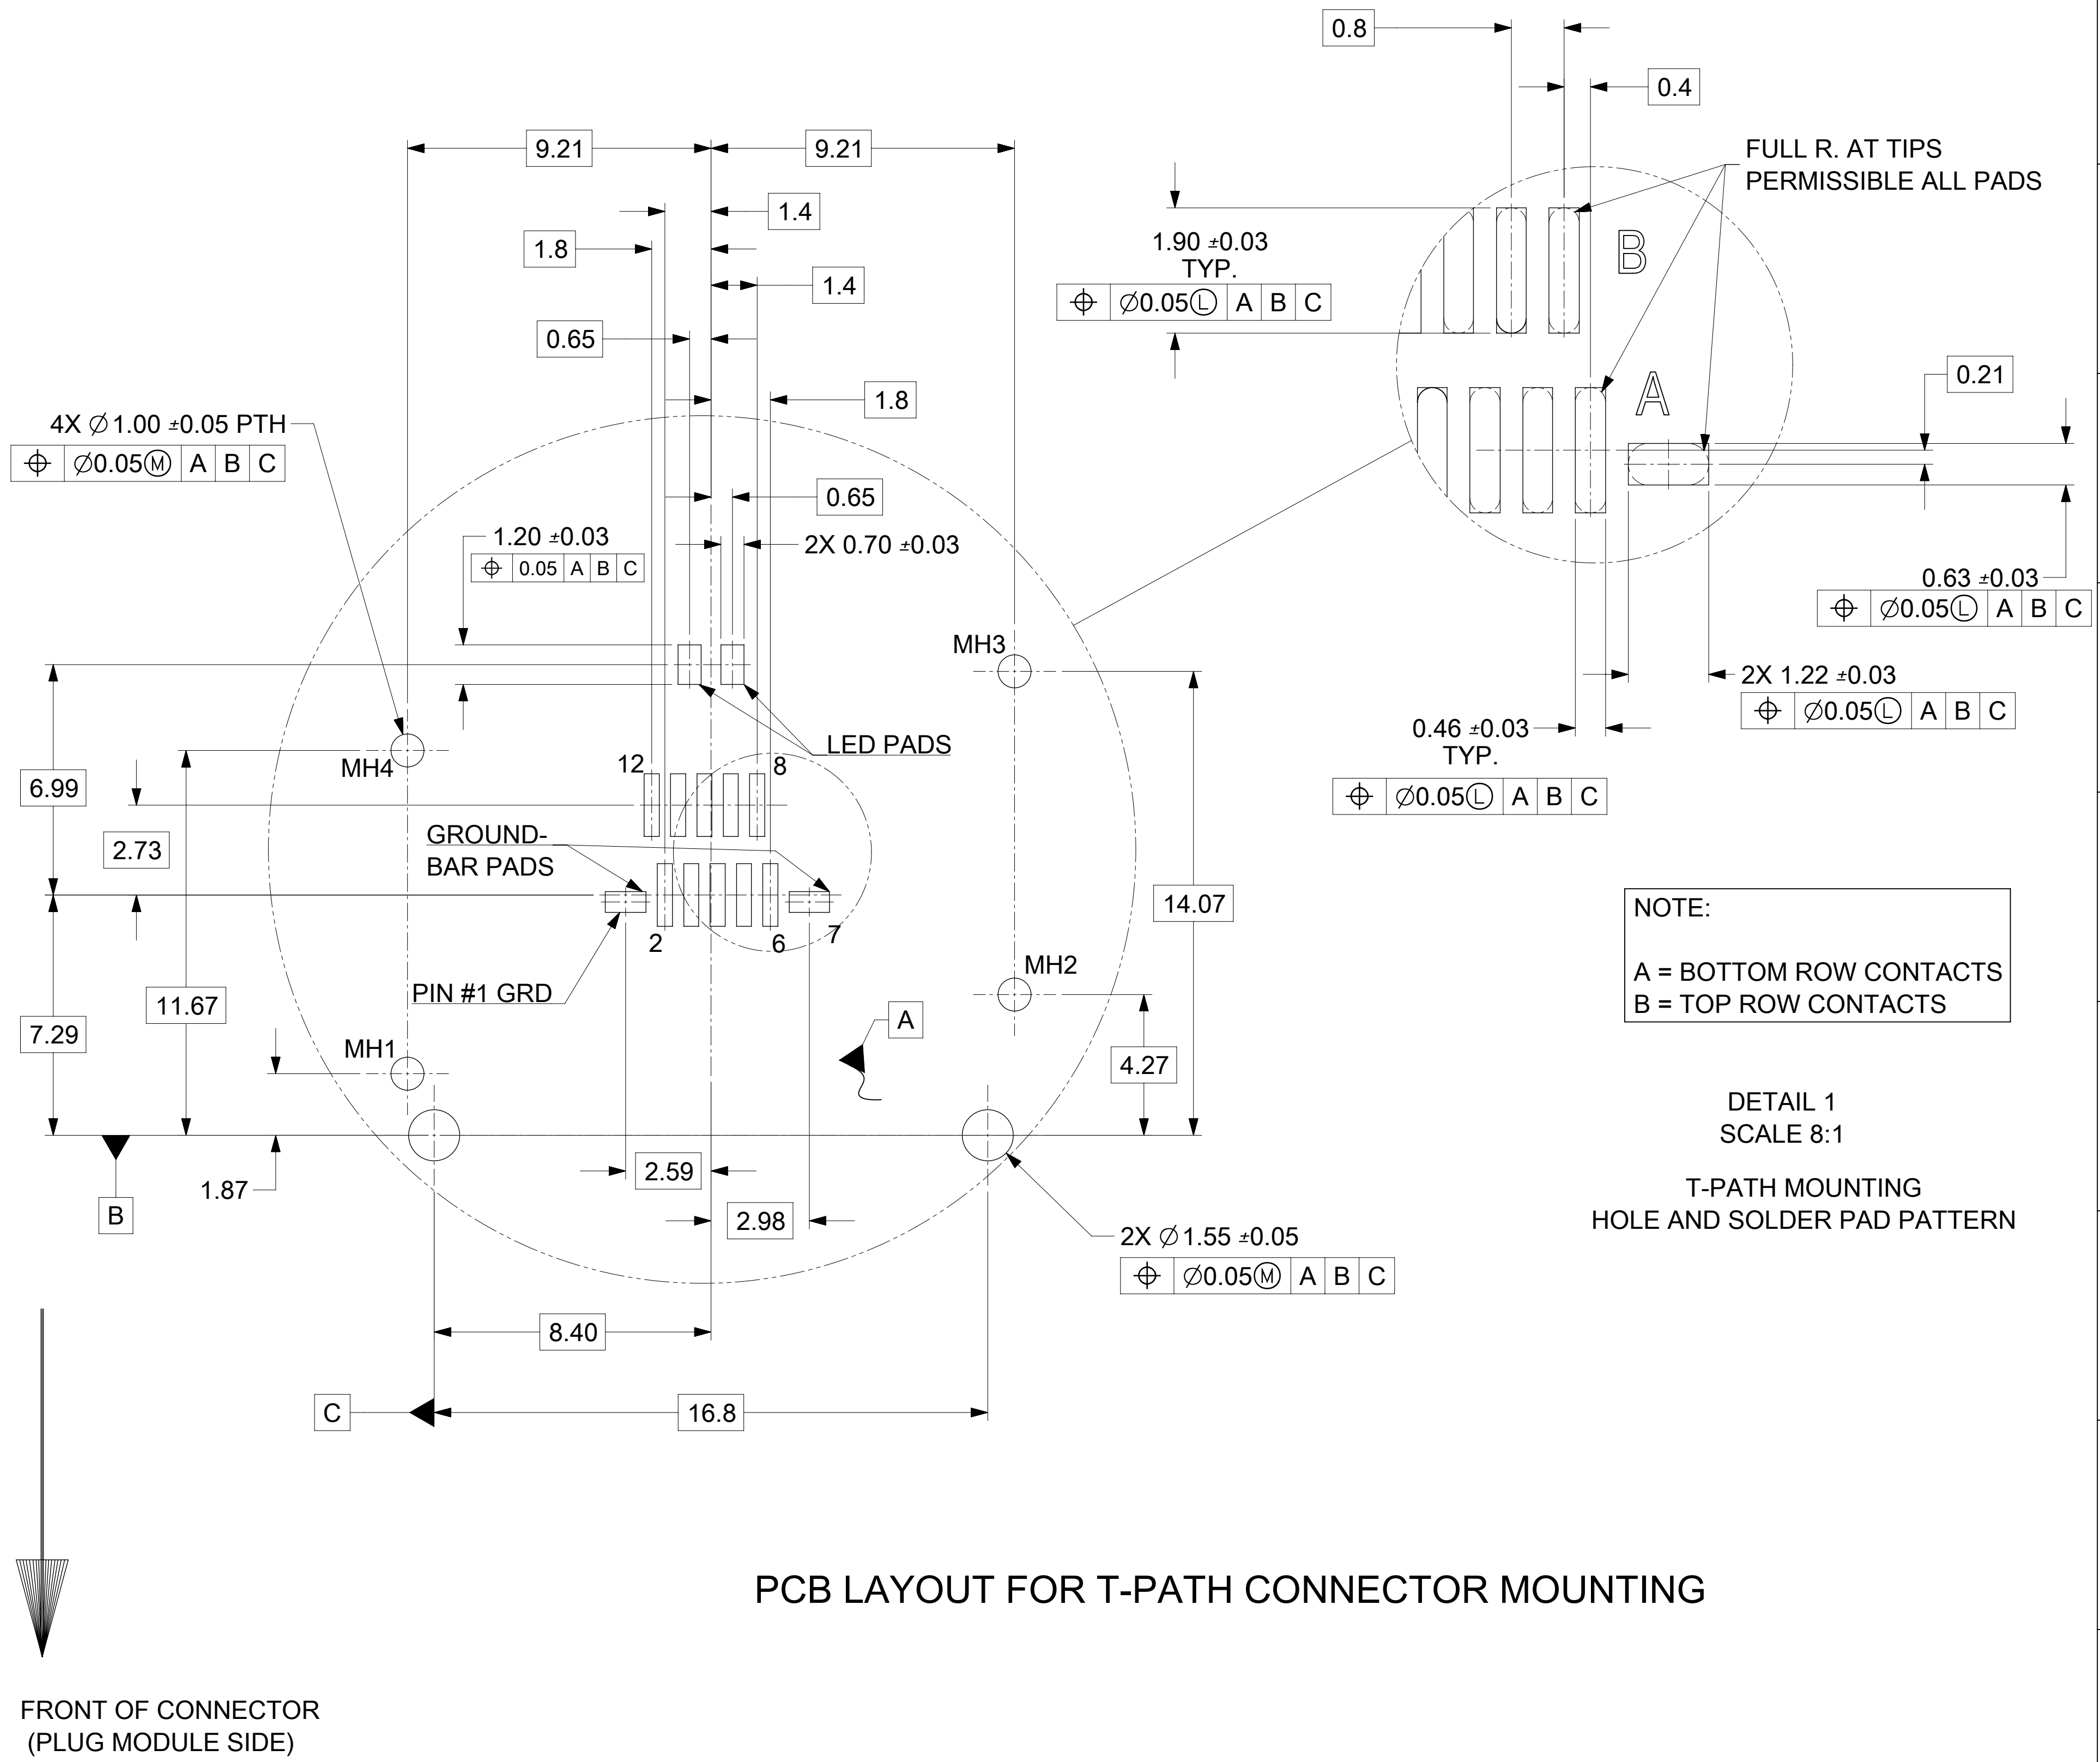 0.8
0.4
9.21
9.21
FULL R. AT TIPS
PERMISSIBLE ALL PADS
1.4
1.8
1.4
0.65
1.8
1.90 ±0.03
TYP.
⌖ ∅0.05Ⓛ A B C
B
A
0.21
4X ∅1.00 ±0.05 PTH
⌖ ∅0.05Ⓜ A B C
0.65
1.20 ±0.03
⌖ 0.05 A B C
2X 0.70 ±0.03
0.63 ±0.03
⌖ ∅0.05Ⓛ A B C
2X 1.22 ±0.03
⌖ ∅0.05Ⓛ A B C
0.46 ±0.03
TYP.
⌖ ∅0.05Ⓛ A B C
MH3
LED PADS
MH4
12
8
6.99
2.73
GROUND-
BAR PADS
2
6
7
14.07
PIN #1 GRD
MH2
11.67
7.29
A
MH1
4.27
1.87
B
2.59
2.98
2X ∅1.55 ±0.05
⌖ ∅0.05Ⓜ A B C
8.40
C
16.8
NOTE:
A = BOTTOM ROW CONTACTS
B = TOP ROW CONTACTS
DETAIL 1
SCALE 8:1
T-PATH MOUNTING
HOLE AND SOLDER PAD PATTERN
PCB LAYOUT FOR T-PATH CONNECTOR MOUNTING
FRONT OF CONNECTOR
(PLUG MODULE SIDE)